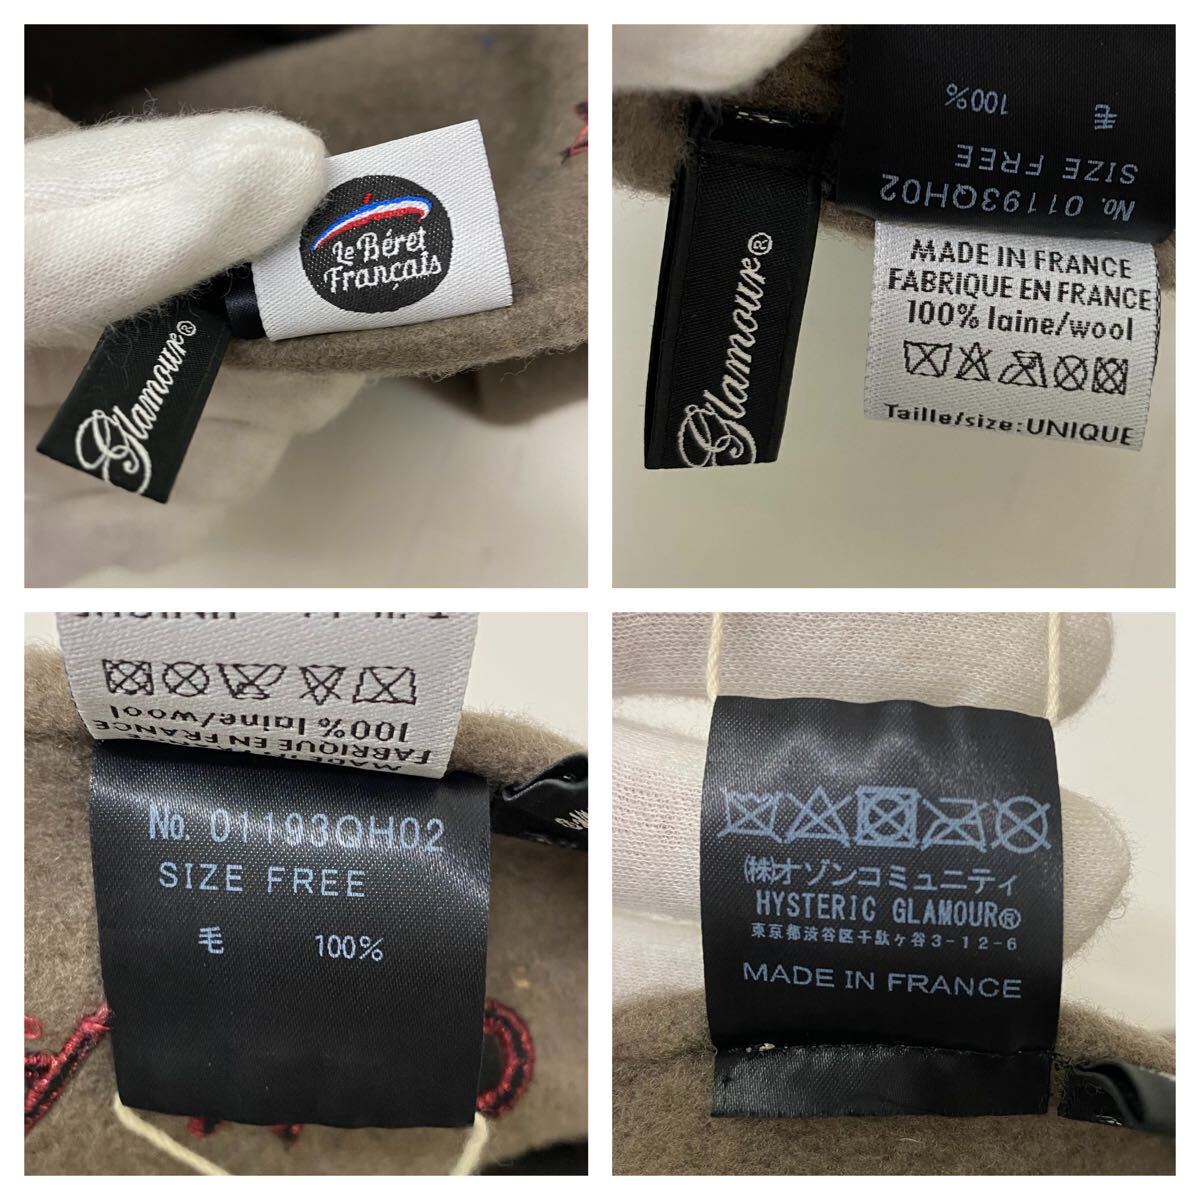 Le Béret
Français
Glamour®
100%
毛
SIZE FREE
No. 01193QH02
Glamour®
MADE IN FRANCE
FABRIQUE EN FRANCE
100% laine/wool
Taille/size: UNIQUE
100% laine/wool
FABRIQUE EN FRANCE
No. 01193QH02
SIZE FREE
毛 100%
(株)オゾンコミュニティ
HYSTERIC GLAMOUR®
東京都渋谷区千駄ヶ谷3-12-6
MADE IN FRANCE